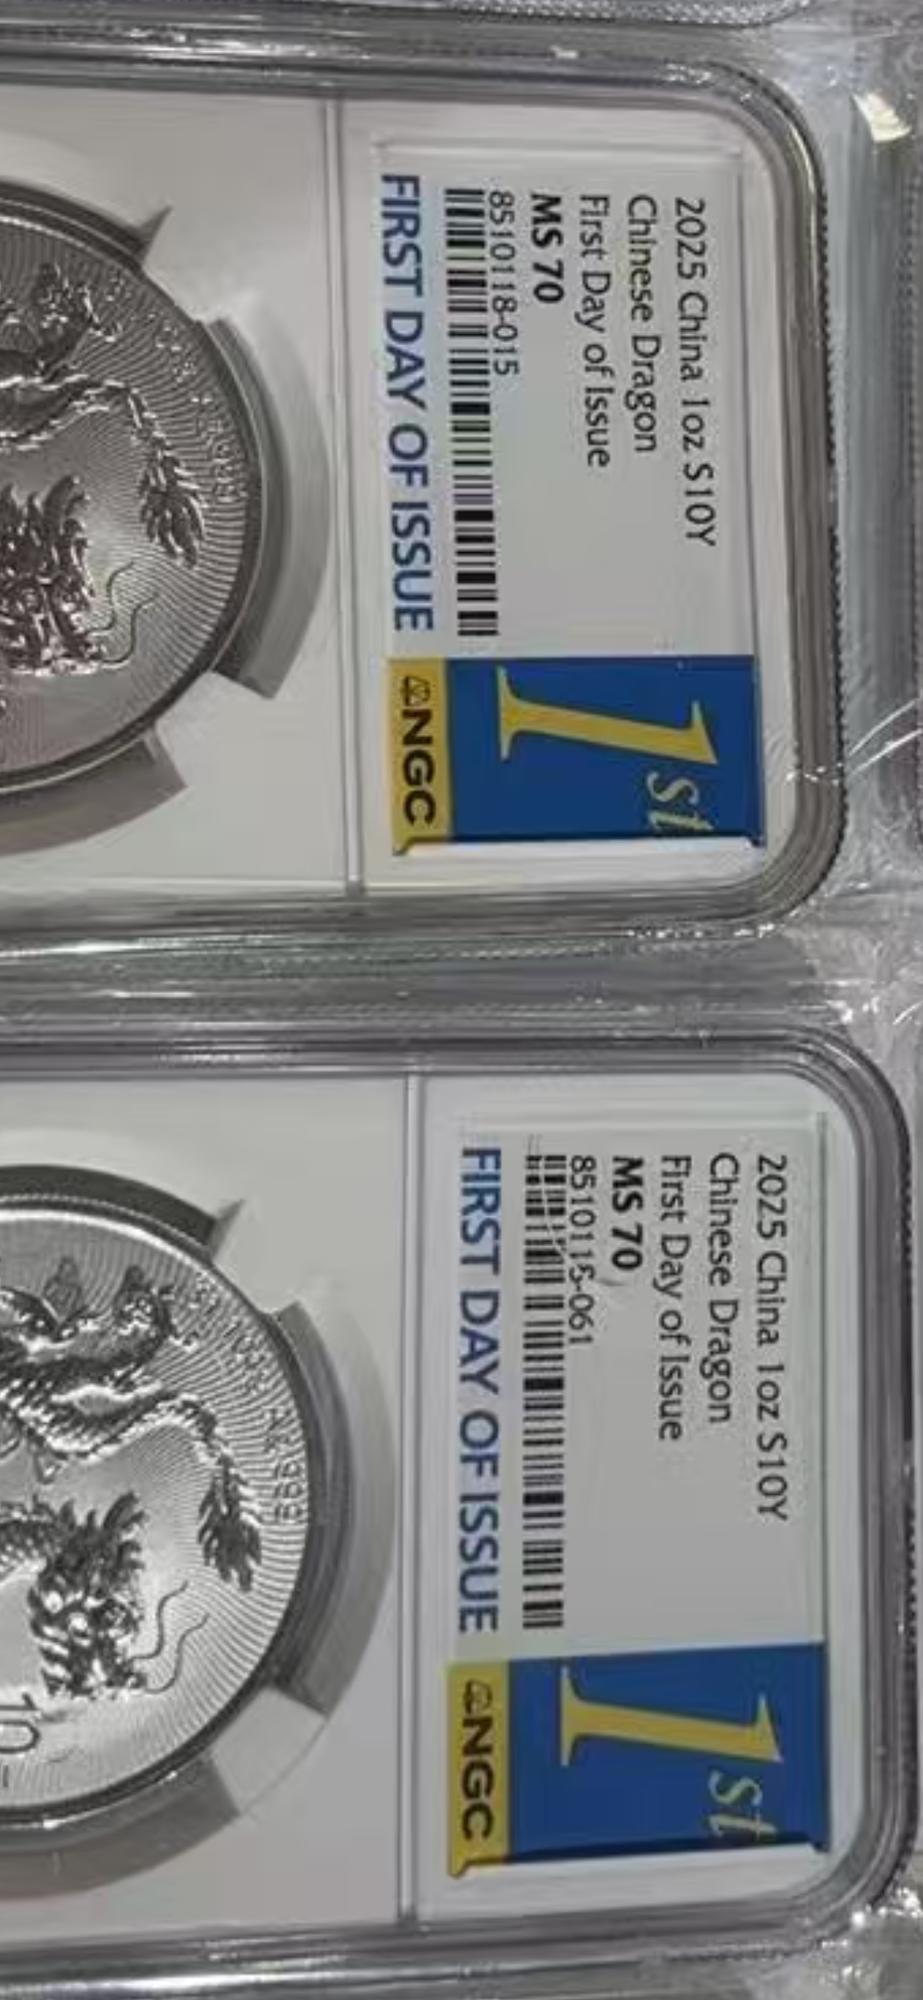 2025 China 1oz S10Y
Chinese Dragon
First Day of Issue
MS 70
8510118-015
FIRST DAY OF ISSUE
1st
NGC
2025 China 1oz S10Y
Chinese Dragon
First Day of Issue
MS 70
8510115-061
FIRST DAY OF ISSUE
1st
NGC
10